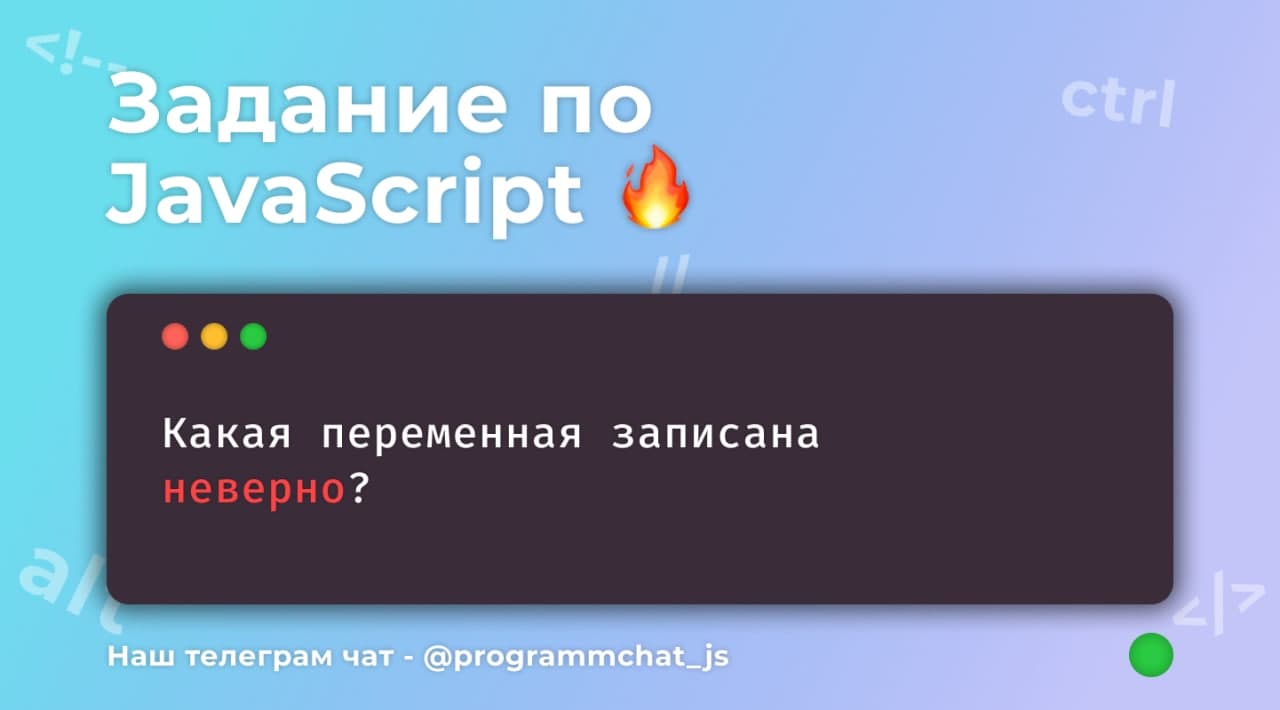 <!--
Задание по
JavaScript 🔥
ctrl
//
Какая переменная записана
неверно?
alt
<|>
Наш телеграм чат - @programmchat_js